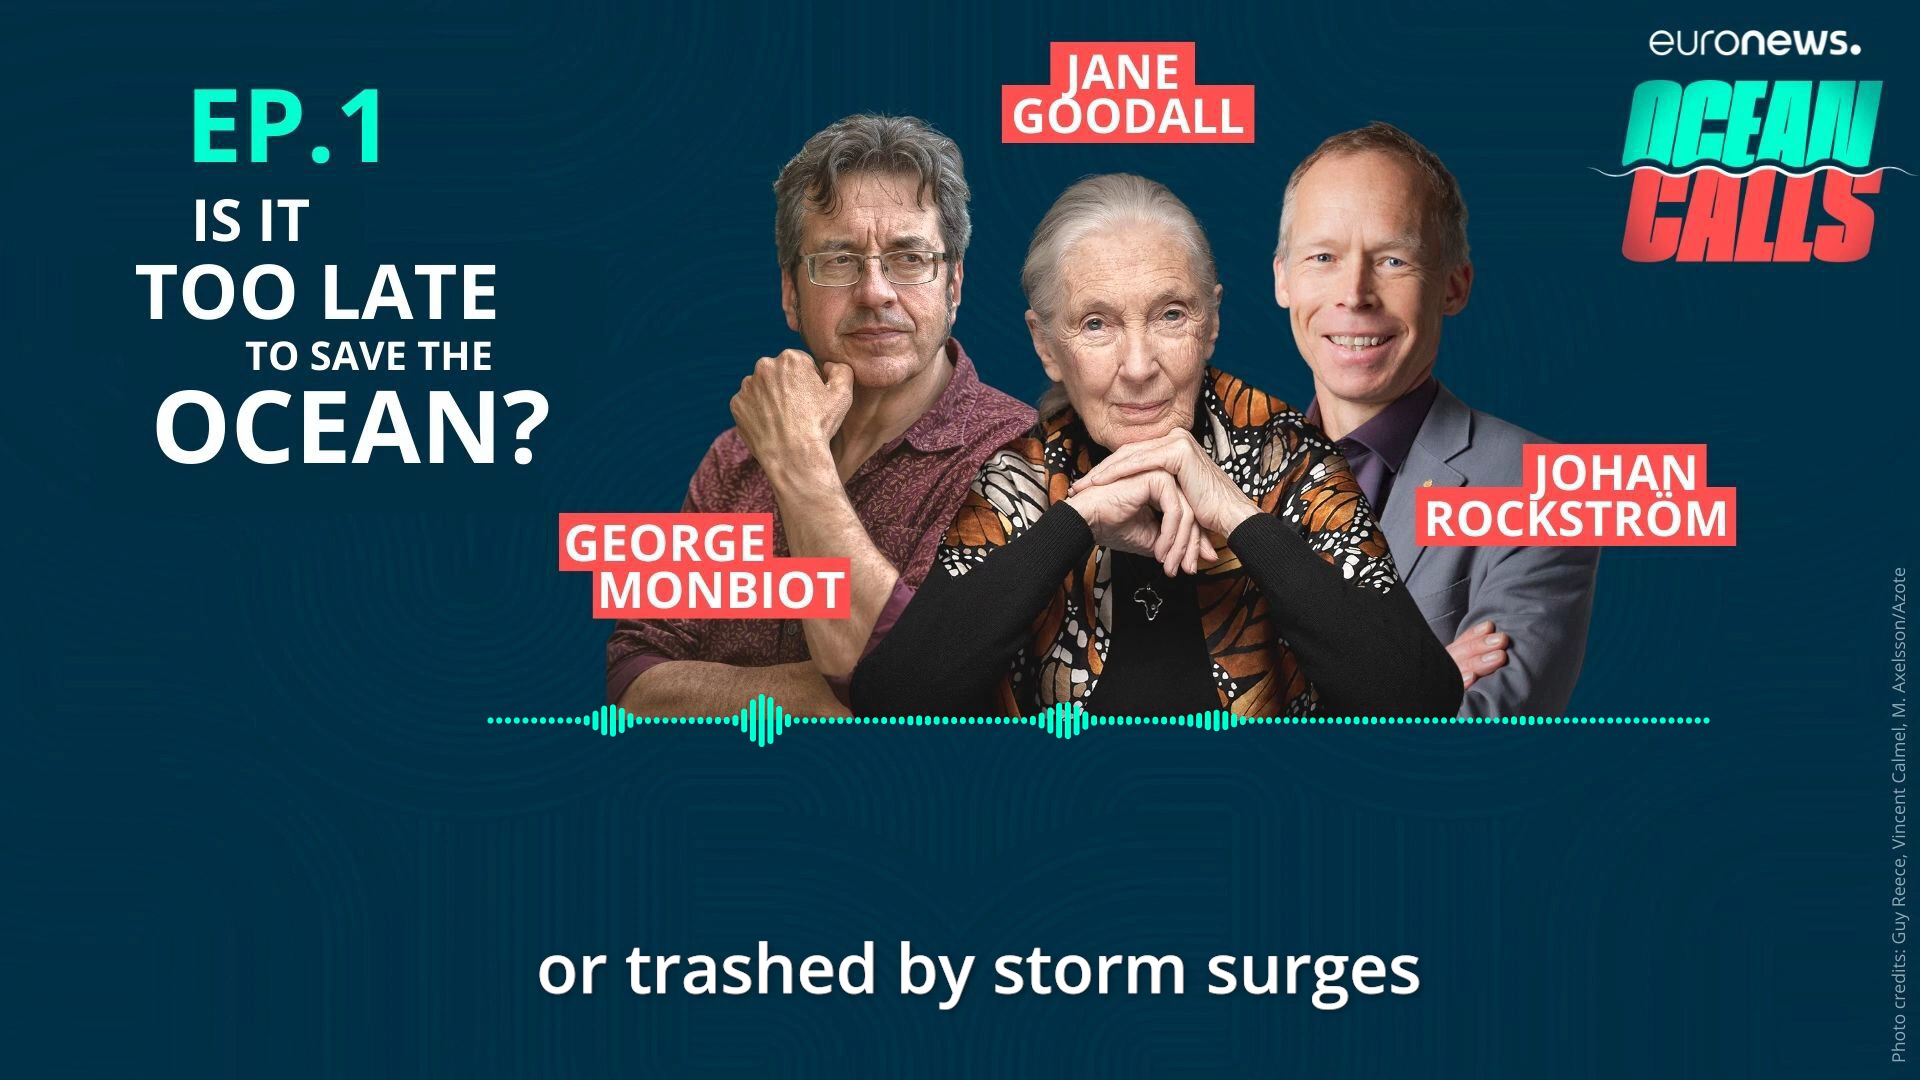 euronews.
OCEAN
CALLS
EP.1
IS IT
TOO LATE
TO SAVE THE
OCEAN?
JANE
GOODALL
JOHAN
ROCKSTRÖM
GEORGE
MONBIOT
or trashed by storm surges
Photo credits: Guy Reece, Vincent Calmel, M. Axelsson/Azote